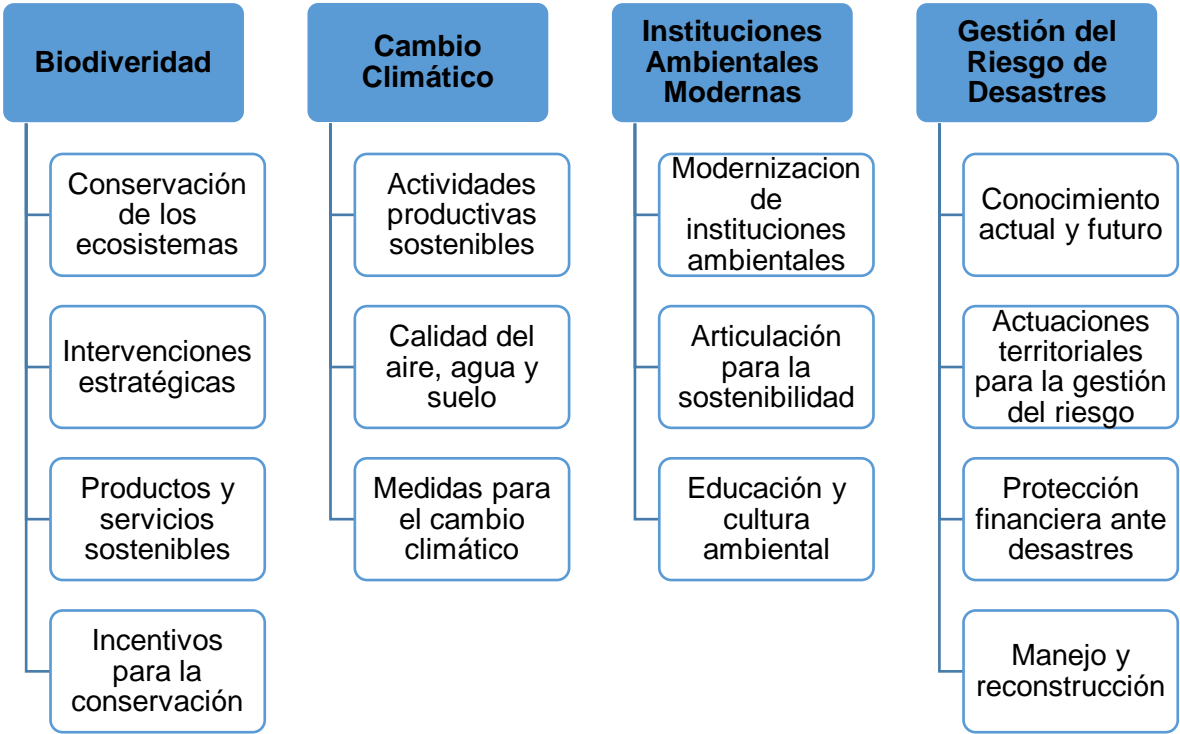 Biodiveridad
Conservación
de los
ecosistemas
Intervenciones
estratégicas
Productos y
servicios
sostenibles
Incentivos
para la
conservación
Cambio
Climático
Actividades
productivas
sostenibles
Calidad del
aire, agua y
suelo
Medidas para
el cambio
climático
Instituciones
Ambientales
Modernas
Modernizacion
de
instituciones
ambientales
Articulación
para la
sostenibilidad
Educación y
cultura
ambiental
Gestión del
Riesgo de
Desastres
Conocimiento
actual y futuro
Actuaciones
territoriales
para la gestión
del riesgo
Protección
financiera ante
desastres
Manejo y
reconstrucción